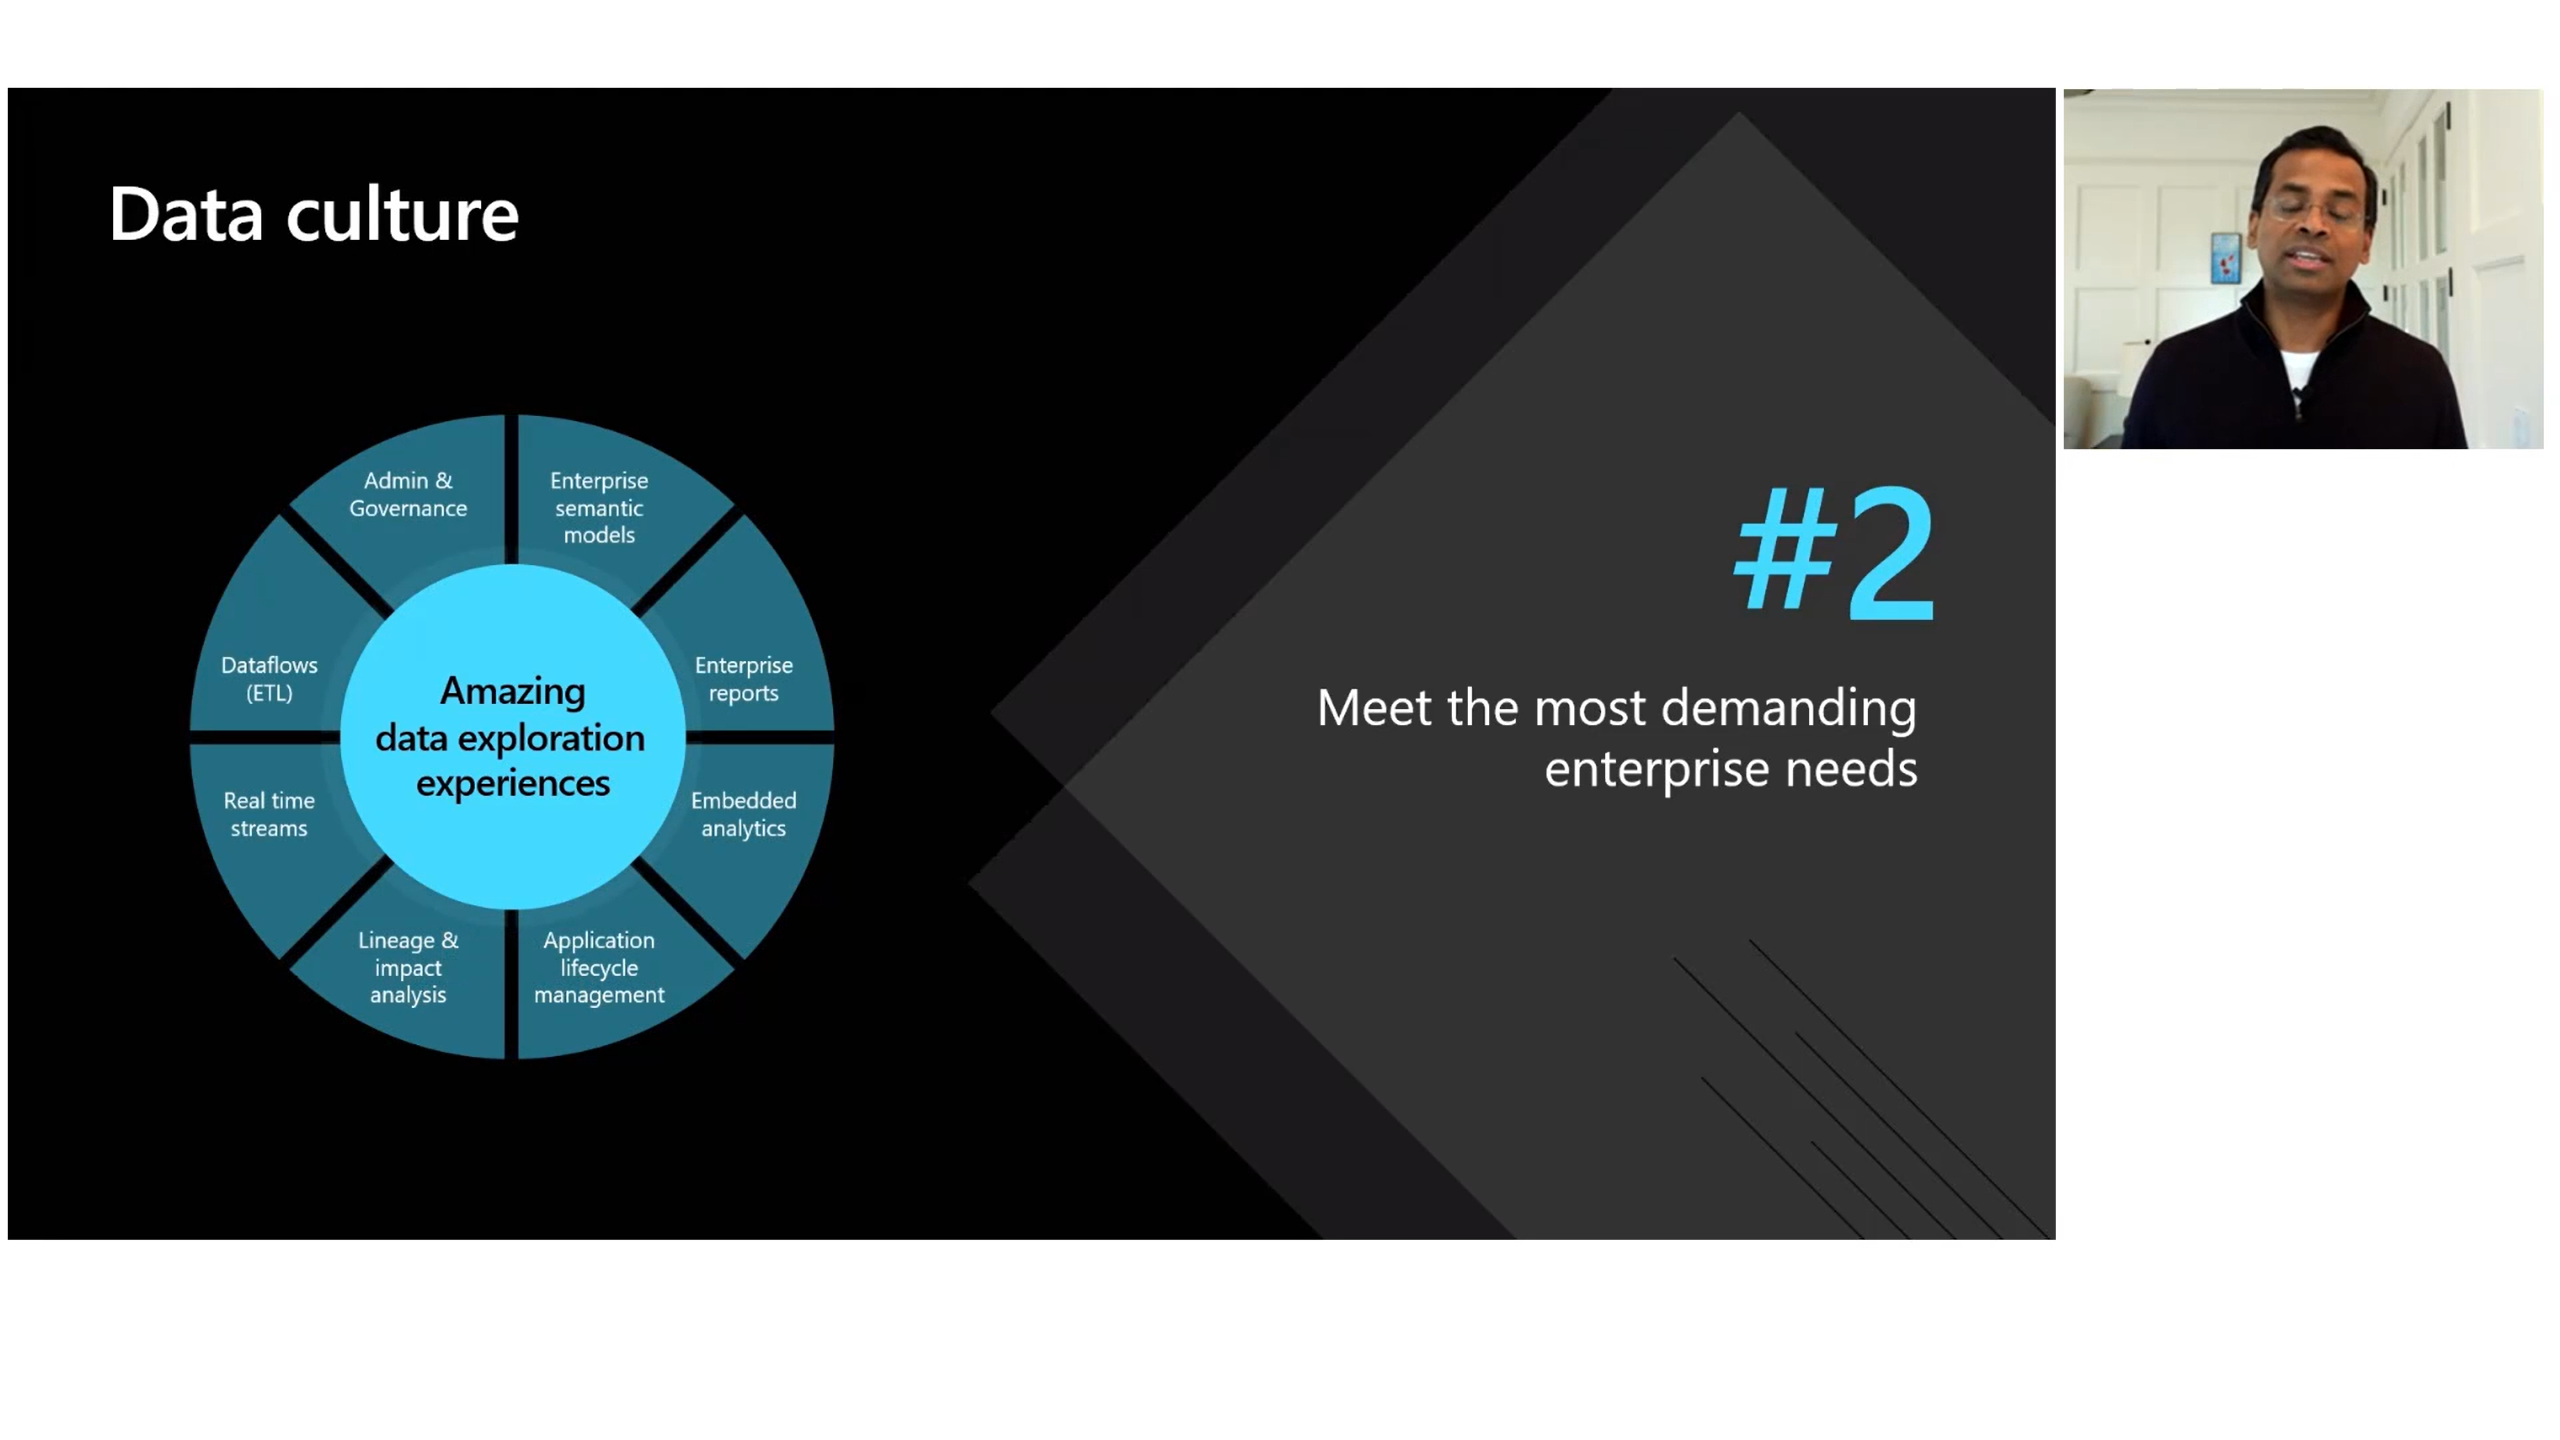 Data culture
Admin &
Governance
Enterprise
semantic
models
Dataflows
(ETL)
Enterprise
reports
Amazing
data exploration
experiences
Real time
streams
Embedded
analytics
Lineage &
impact
analysis
Application
lifecycle
management
#2
Meet the most demanding
enterprise needs